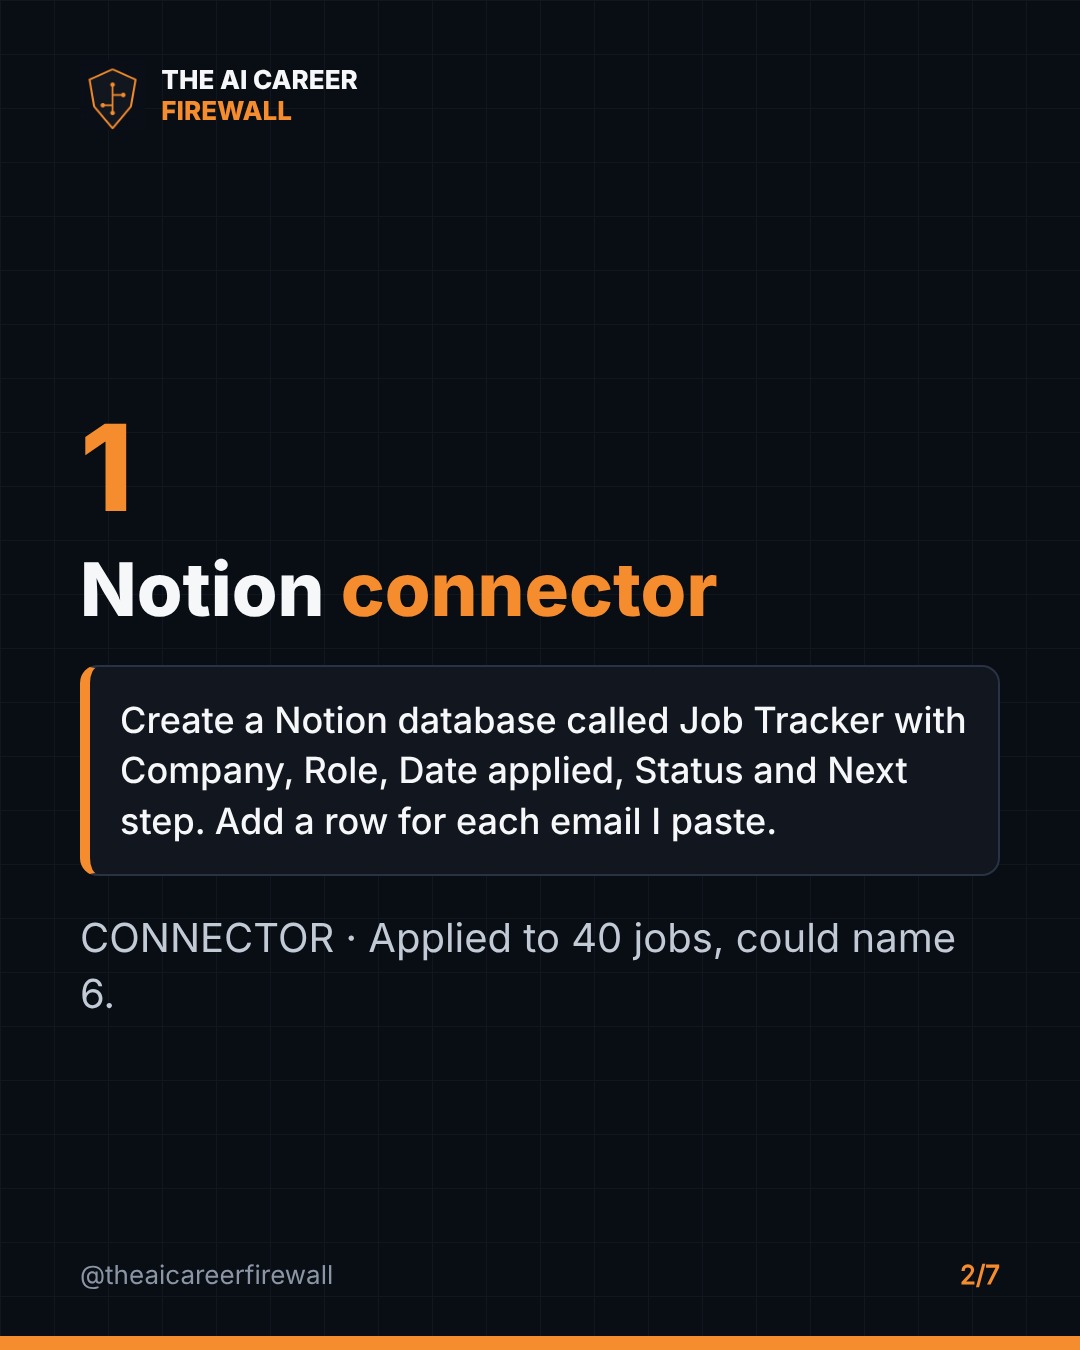 THE AI CAREER
FIREWALL
1
Notion connector
Create a Notion database called Job Tracker with
Company, Role, Date applied, Status and Next
step. Add a row for each email I paste.
CONNECTOR · Applied to 40 jobs, could name
6.
@theaicareerfirewall
2/7